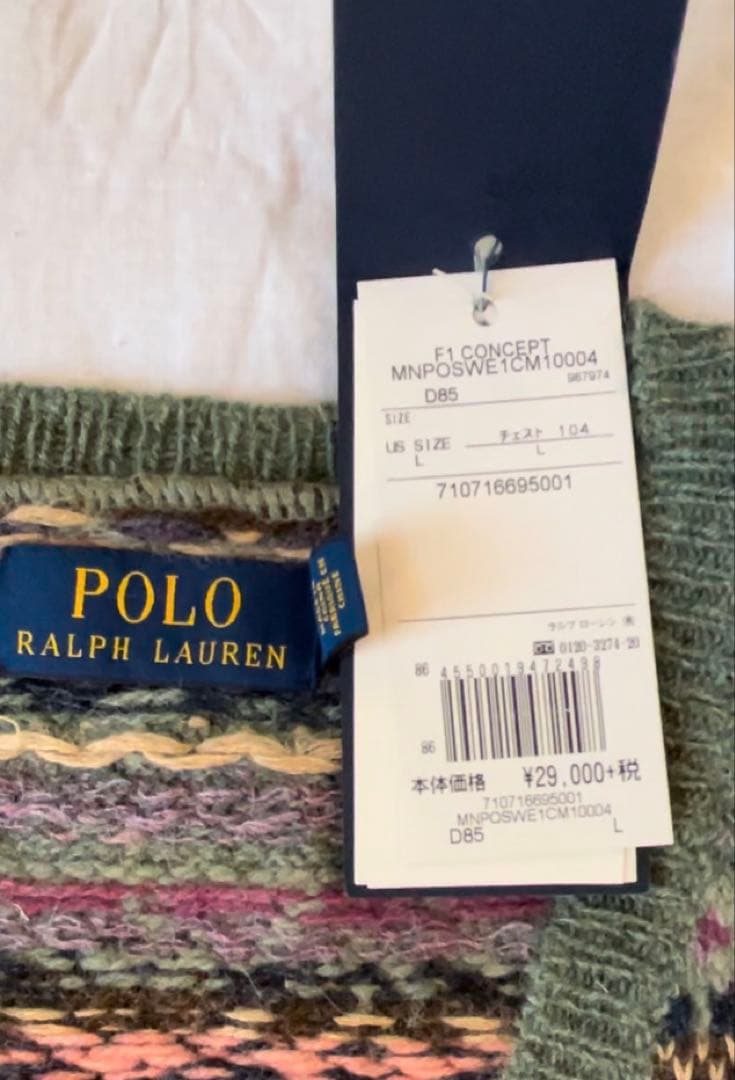 F1 CONCEPT
MNPOSWE1CM10004
967974
D85
SIZE
US SIZE チェスト 104
L L
710716695001
POLO
RALPH LAUREN
ラルフ ローレン
0120-3274-20
86 4550019472498
86
本体価格 ¥29,000+税
710716695001
MNPOSWE1CM10004
D85 L